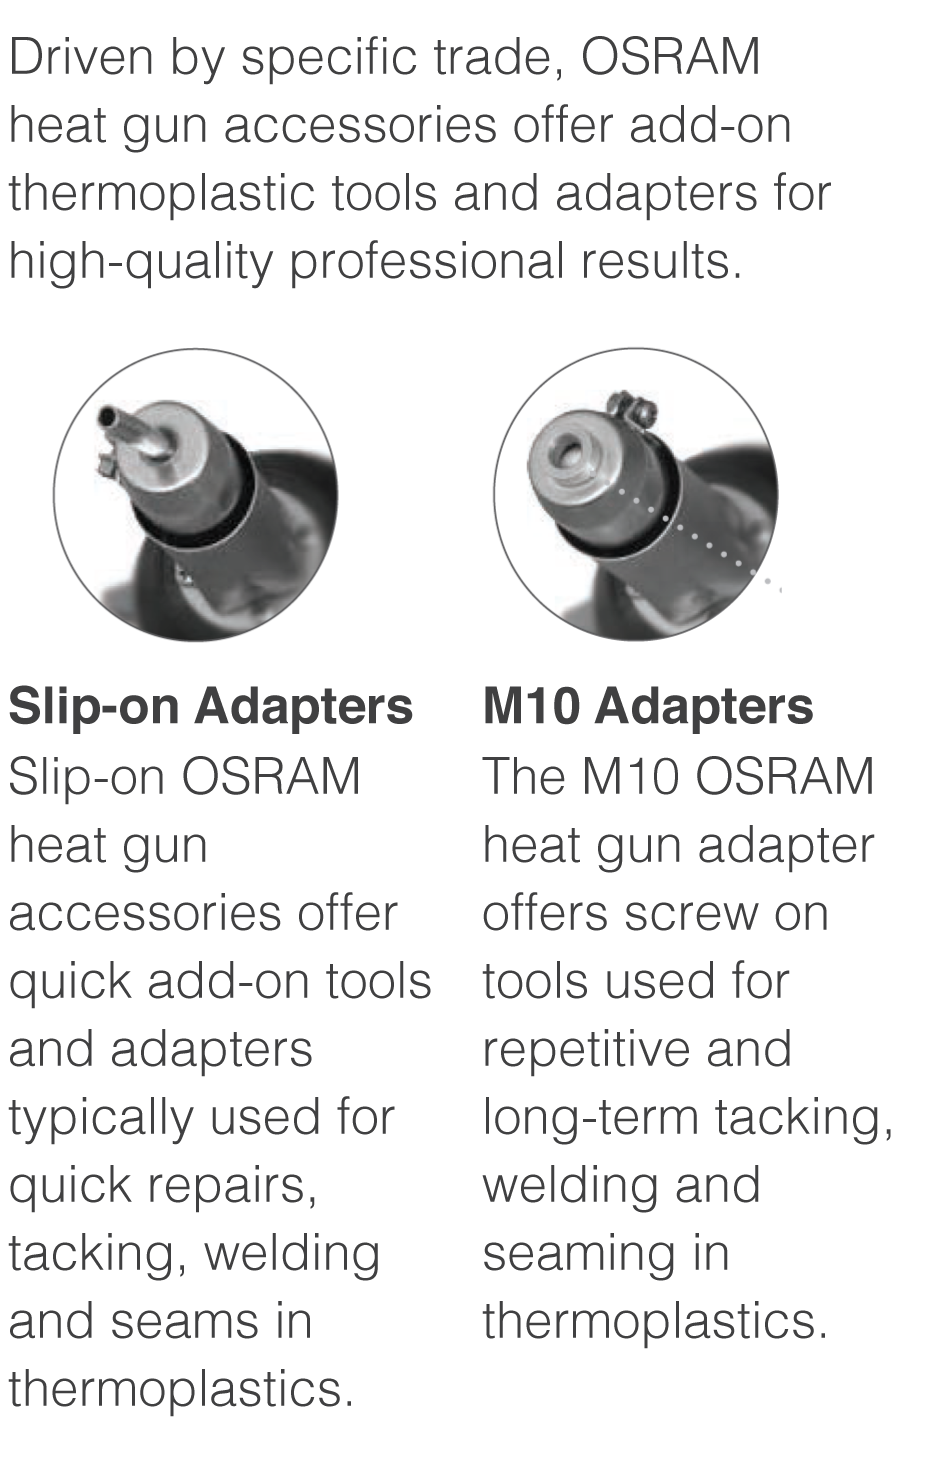 Driven by specific trade, OSRAM
heat gun accessories offer add-on
thermoplastic tools and adapters for
high-quality professional results.
Slip-on Adapters
Slip-on OSRAM
heat gun
accessories offer
quick add-on tools
and adapters
typically used for
quick repairs,
tacking, welding
and seams in
thermoplastics.
M10 Adapters
The M10 OSRAM
heat gun adapter
offers screw on
tools used for
repetitive and
long-term tacking,
welding and
seaming in
thermoplastics.